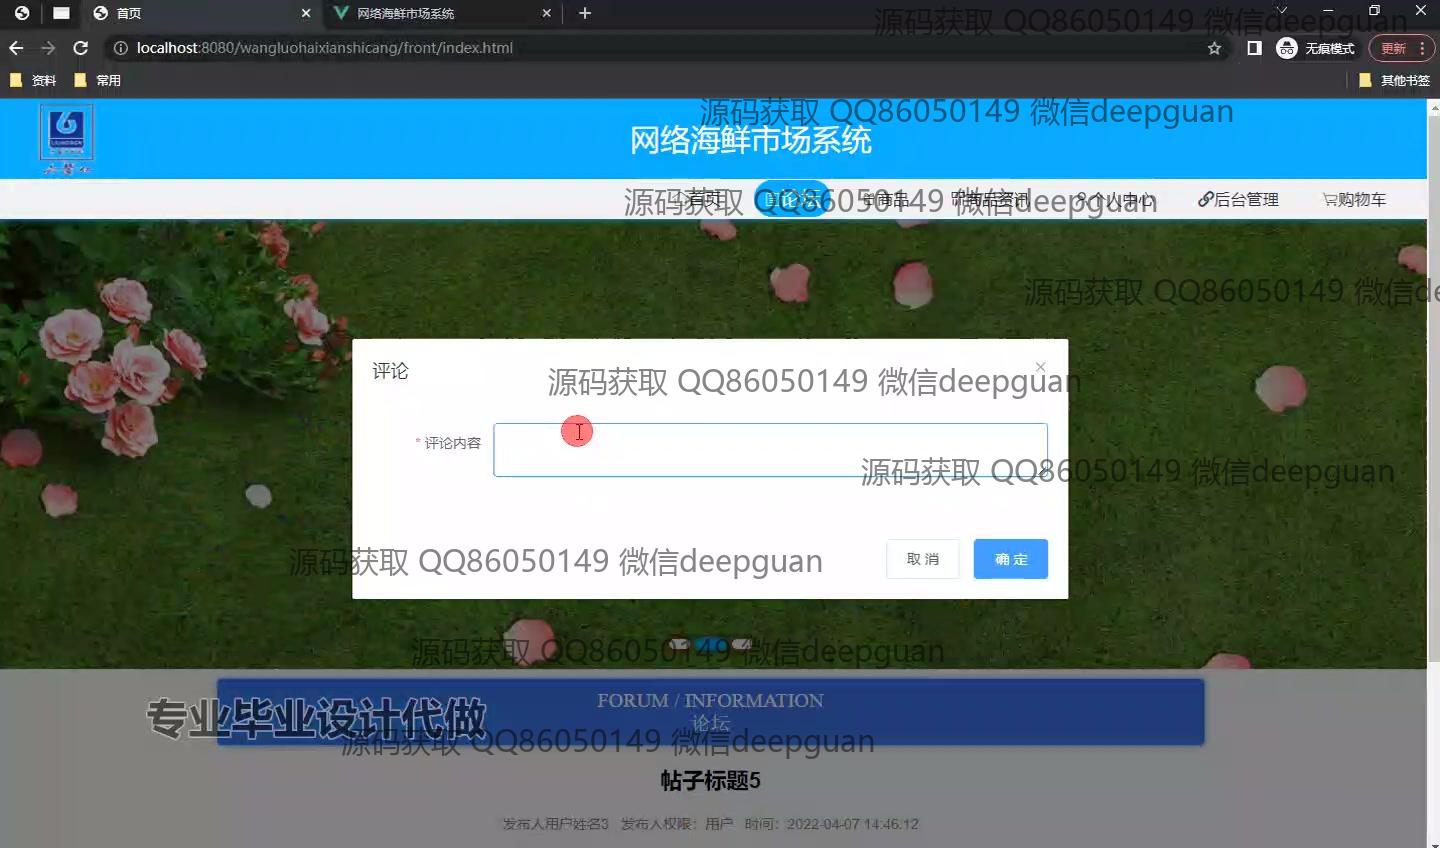 首页
网络海鲜市场系统
源码获取 QQ86050149 微信deepguan
localhost:8080/wangluohaixianshicang/front/index.html
无痕模式
更新
资料
常用
其他书签
源码获取 QQ86050149 微信deepguan
网络海鲜市场系统
首页
论坛
商品
商品资讯
个人中心
后台管理
购物车
源码获取 QQ86050149 微信deepguan
源码获取 QQ86050149 微信de
评论
源码获取 QQ86050149 微信deepguan
* 评论内容
源码获取 QQ86050149 微信deepguan
源码获取 QQ86050149 微信deepguan
取 消
确 定
源码获取 QQ86050149 微信deepguan
FORUM / INFORMATION
论坛
专业毕业设计代做
源码获取 QQ86050149 微信deepguan
帖子标题5
发布人用户姓名3 发布人权限：用户 时间：2022-04-07 14:46:12